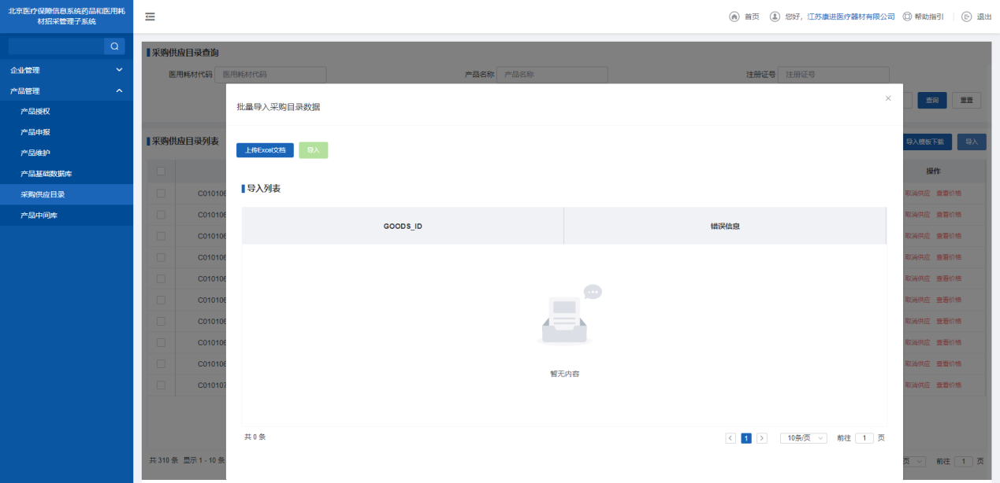 北京医疗保障信息系统药品和医用耗
材招采管理子系统
首页 您好，江苏康进医疗器材有限公司 帮助指引 退出
企业管理
产品管理
产品授权
产品申报
产品维护
产品基础数据库
采购供应目录
产品中间库
采购供应目录查询
医用耗材代码 医用耗材代码 产品名称 产品名称 注册证号 注册证号
查询 重置
采购供应目录列表 导入模板下载 导入
操作
C010106 取消供应 查看价格
C010106 取消供应 查看价格
C010106 取消供应 查看价格
C010106 取消供应 查看价格
C010106 取消供应 查看价格
C010106 取消供应 查看价格
C010106 取消供应 查看价格
C010106 取消供应 查看价格
C010106 取消供应 查看价格
C010107 取消供应 查看价格
共 310 条 显示 1 - 10 条 页 前往 1 页
批量导入采购目录数据
上传Excel文档 导入
导入列表
GOODS_ID 错误信息
暂无内容
共 0 条 1 10条/页 前往 1 页